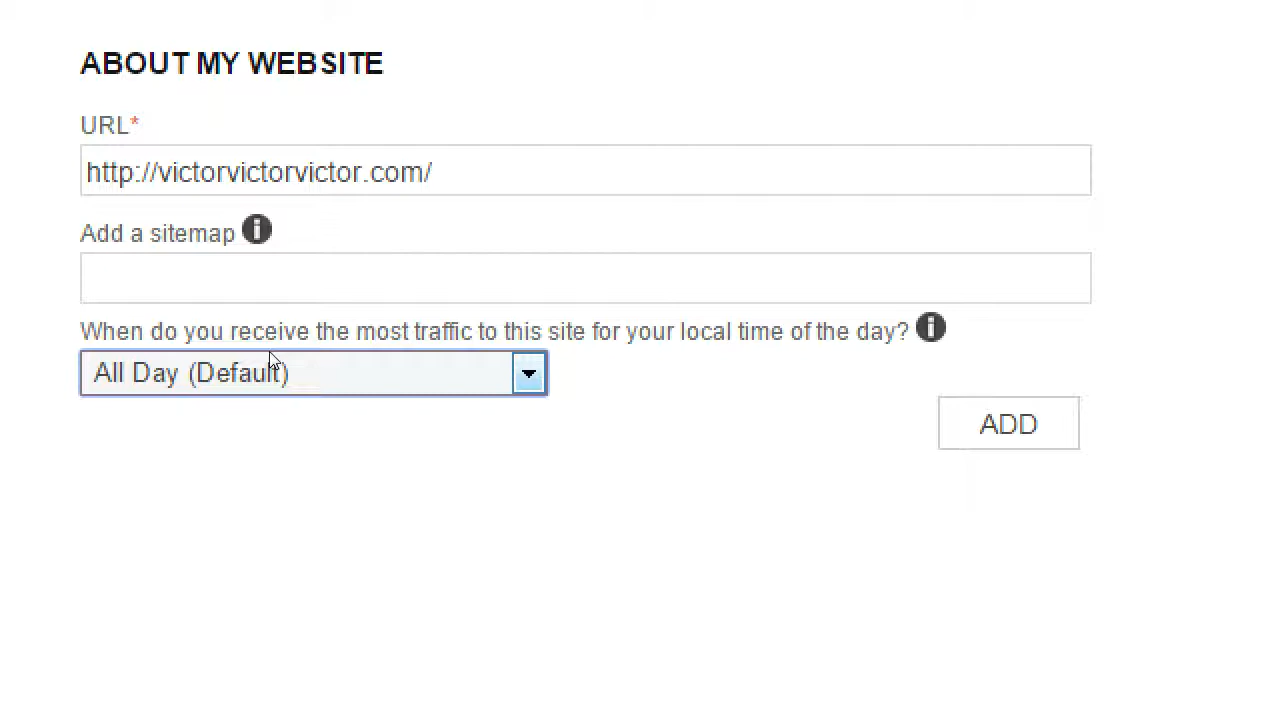 ABOUT MY WEBSITE
URL*
http://victorvictorvictor.com/
Add a sitemap
When do you receive the most traffic to this site for your local time of the day?
All Day (Default)
ADD